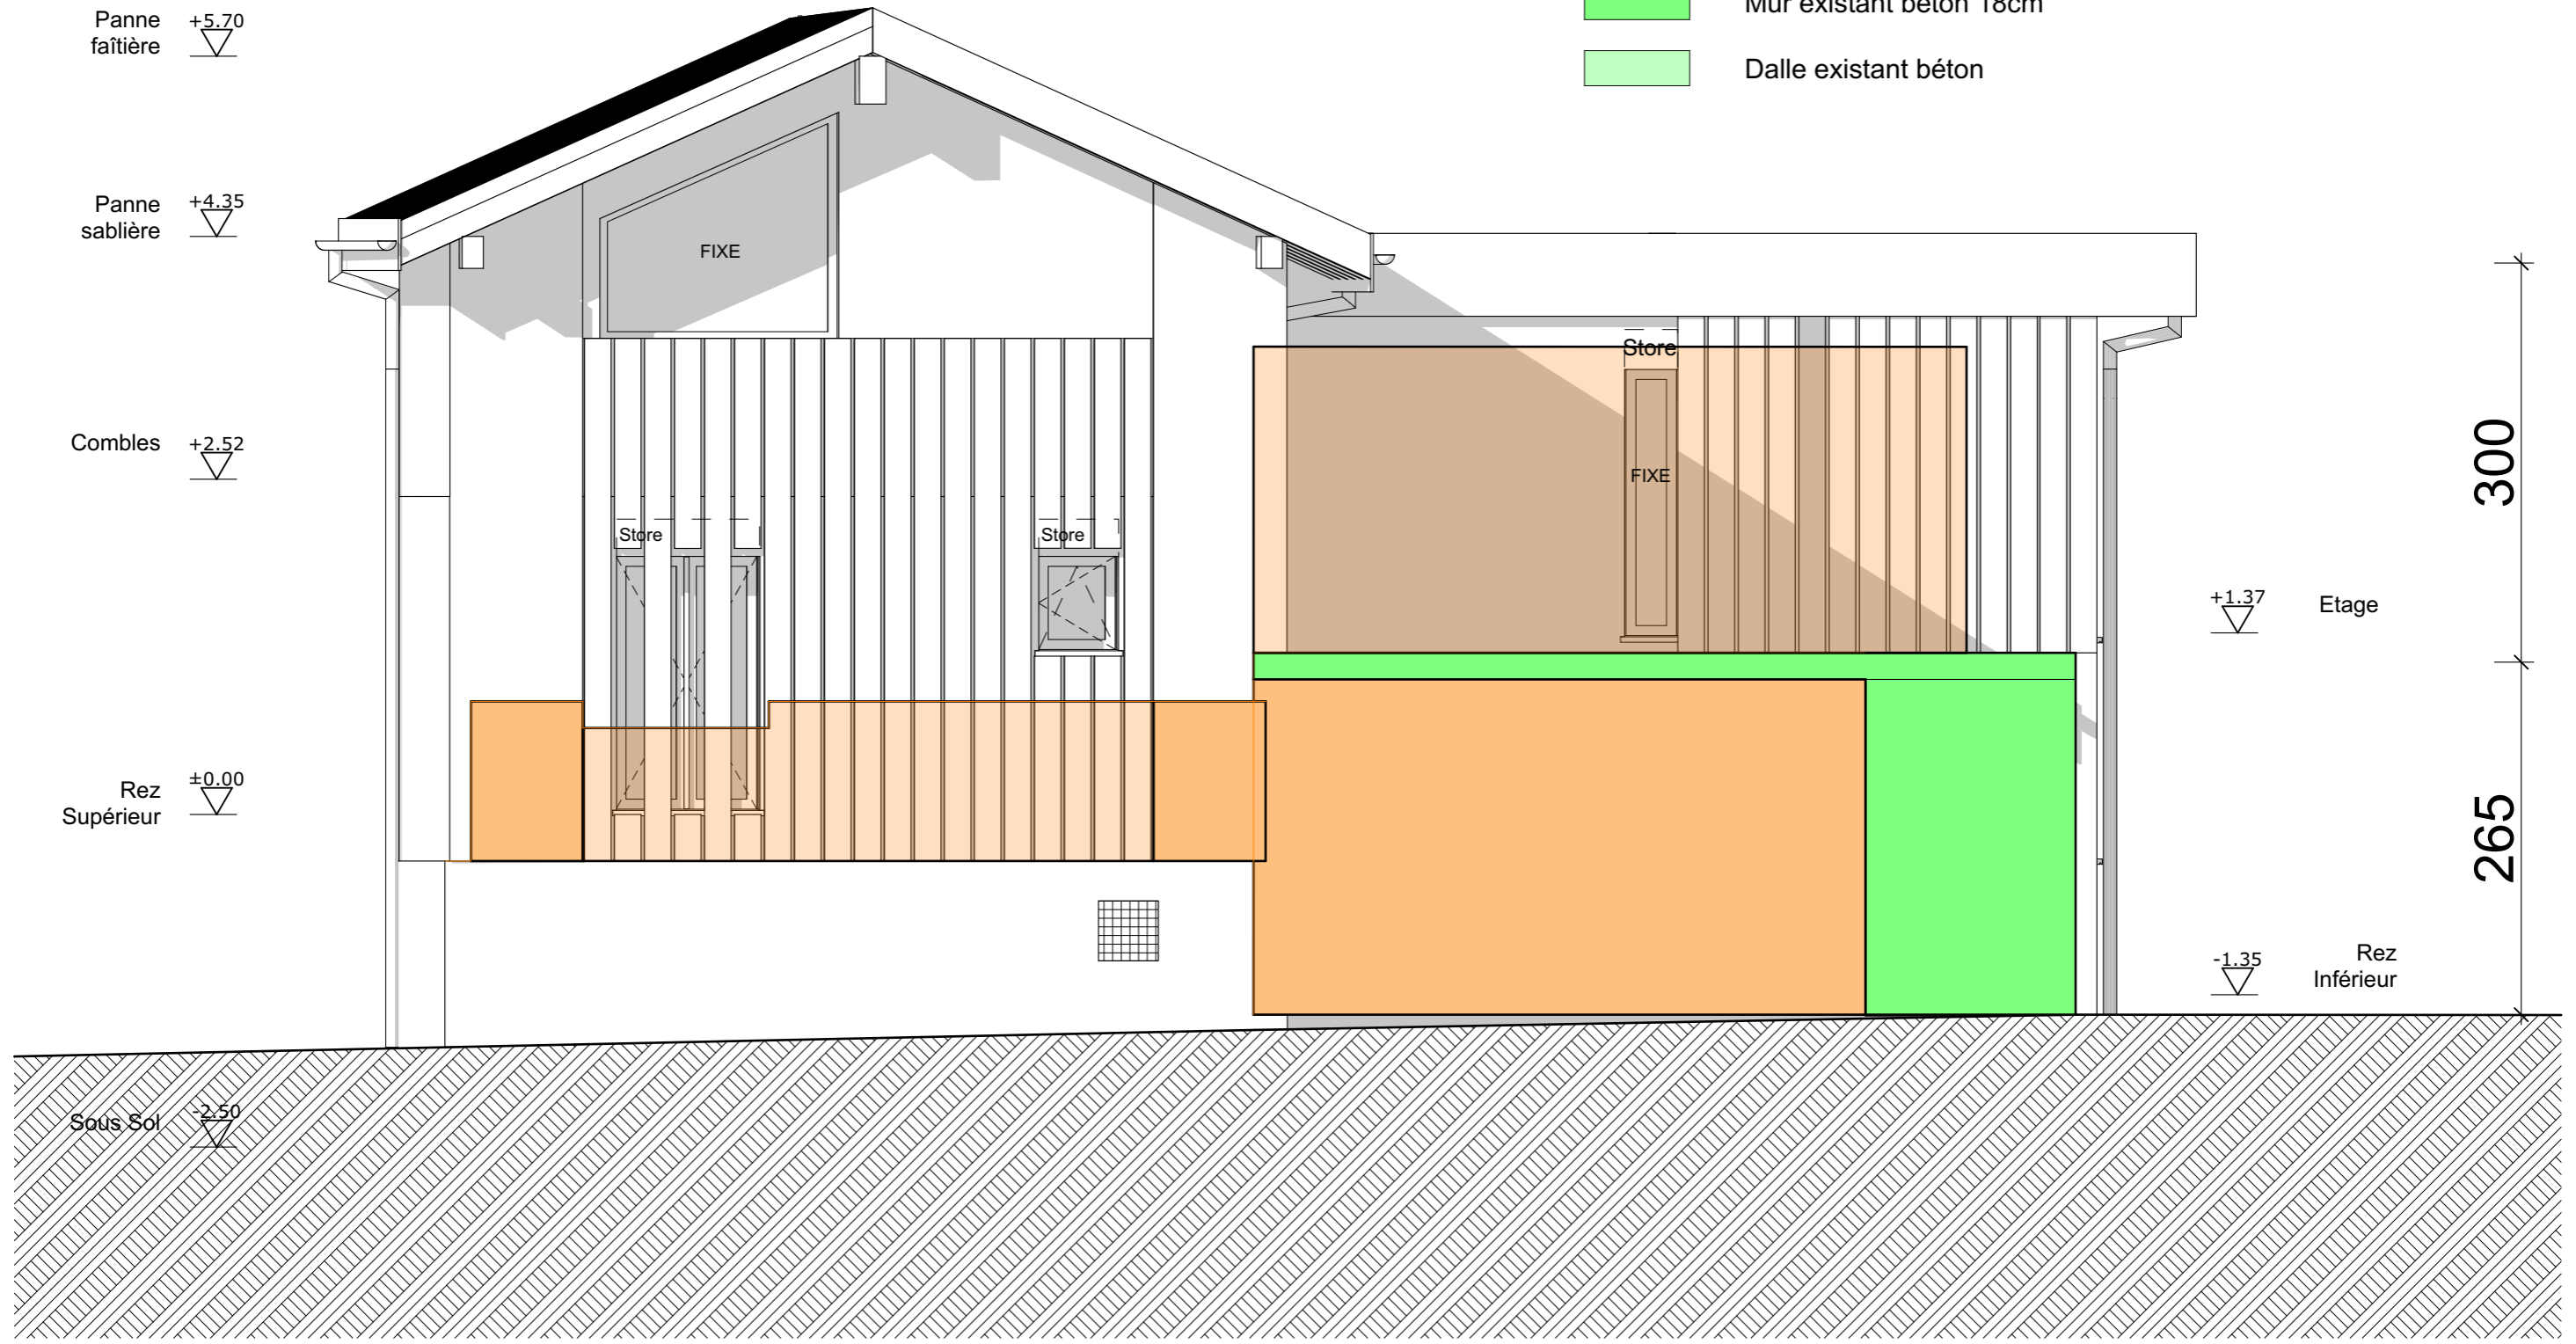 Mur existant béton 18cm
Dalle existant béton
Panne
faîtière
+5.70
Panne
sablière
+4.35
FIXE
Store
Combles
+2.52
FIXE
300
Store
Store
+1.37
Etage
Rez
Supérieur
±0.00
265
-1.35
Rez
Inférieur
Sous Sol
-2.50